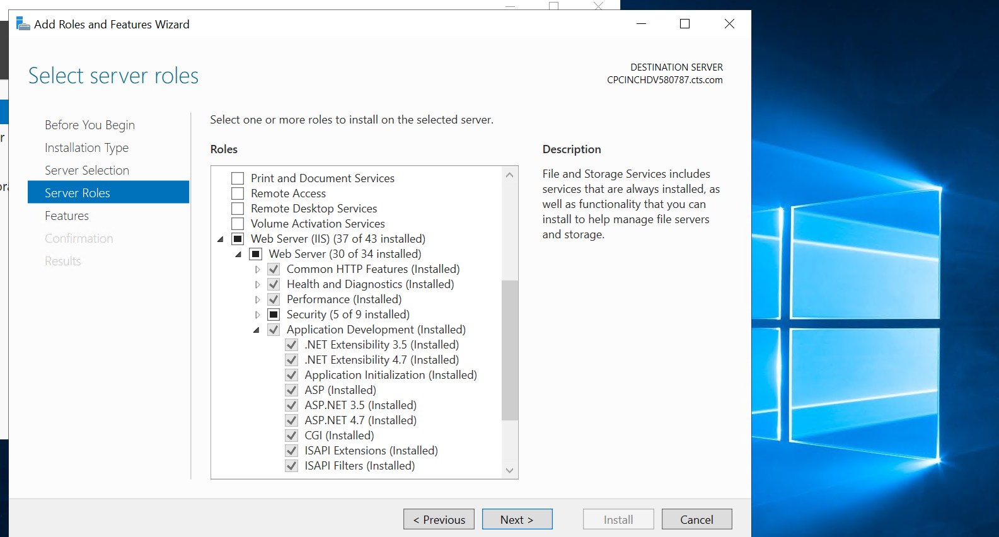 Add Roles and Features Wizard
Select server roles
DESTINATION SERVER
CPCINCHDV580787.cts.com
Before You Begin
Installation Type
Server Selection
Server Roles
Features
Confirmation
Results
Select one or more roles to install on the selected server.
Roles
Print and Document Services
Remote Access
Remote Desktop Services
Volume Activation Services
Web Server (IIS) (37 of 43 installed)
Web Server (30 of 34 installed)
Common HTTP Features (Installed)
Health and Diagnostics (Installed)
Performance (Installed)
Security (5 of 9 installed)
Application Development (Installed)
.NET Extensibility 3.5 (Installed)
.NET Extensibility 4.7 (Installed)
Application Initialization (Installed)
ASP (Installed)
ASP.NET 3.5 (Installed)
ASP.NET 4.7 (Installed)
CGI (Installed)
ISAPI Extensions (Installed)
ISAPI Filters (Installed)
Description
File and Storage Services includes
services that are always installed, as
well as functionality that you can
install to help manage file servers
and storage.
< Previous
Next >
Install
Cancel